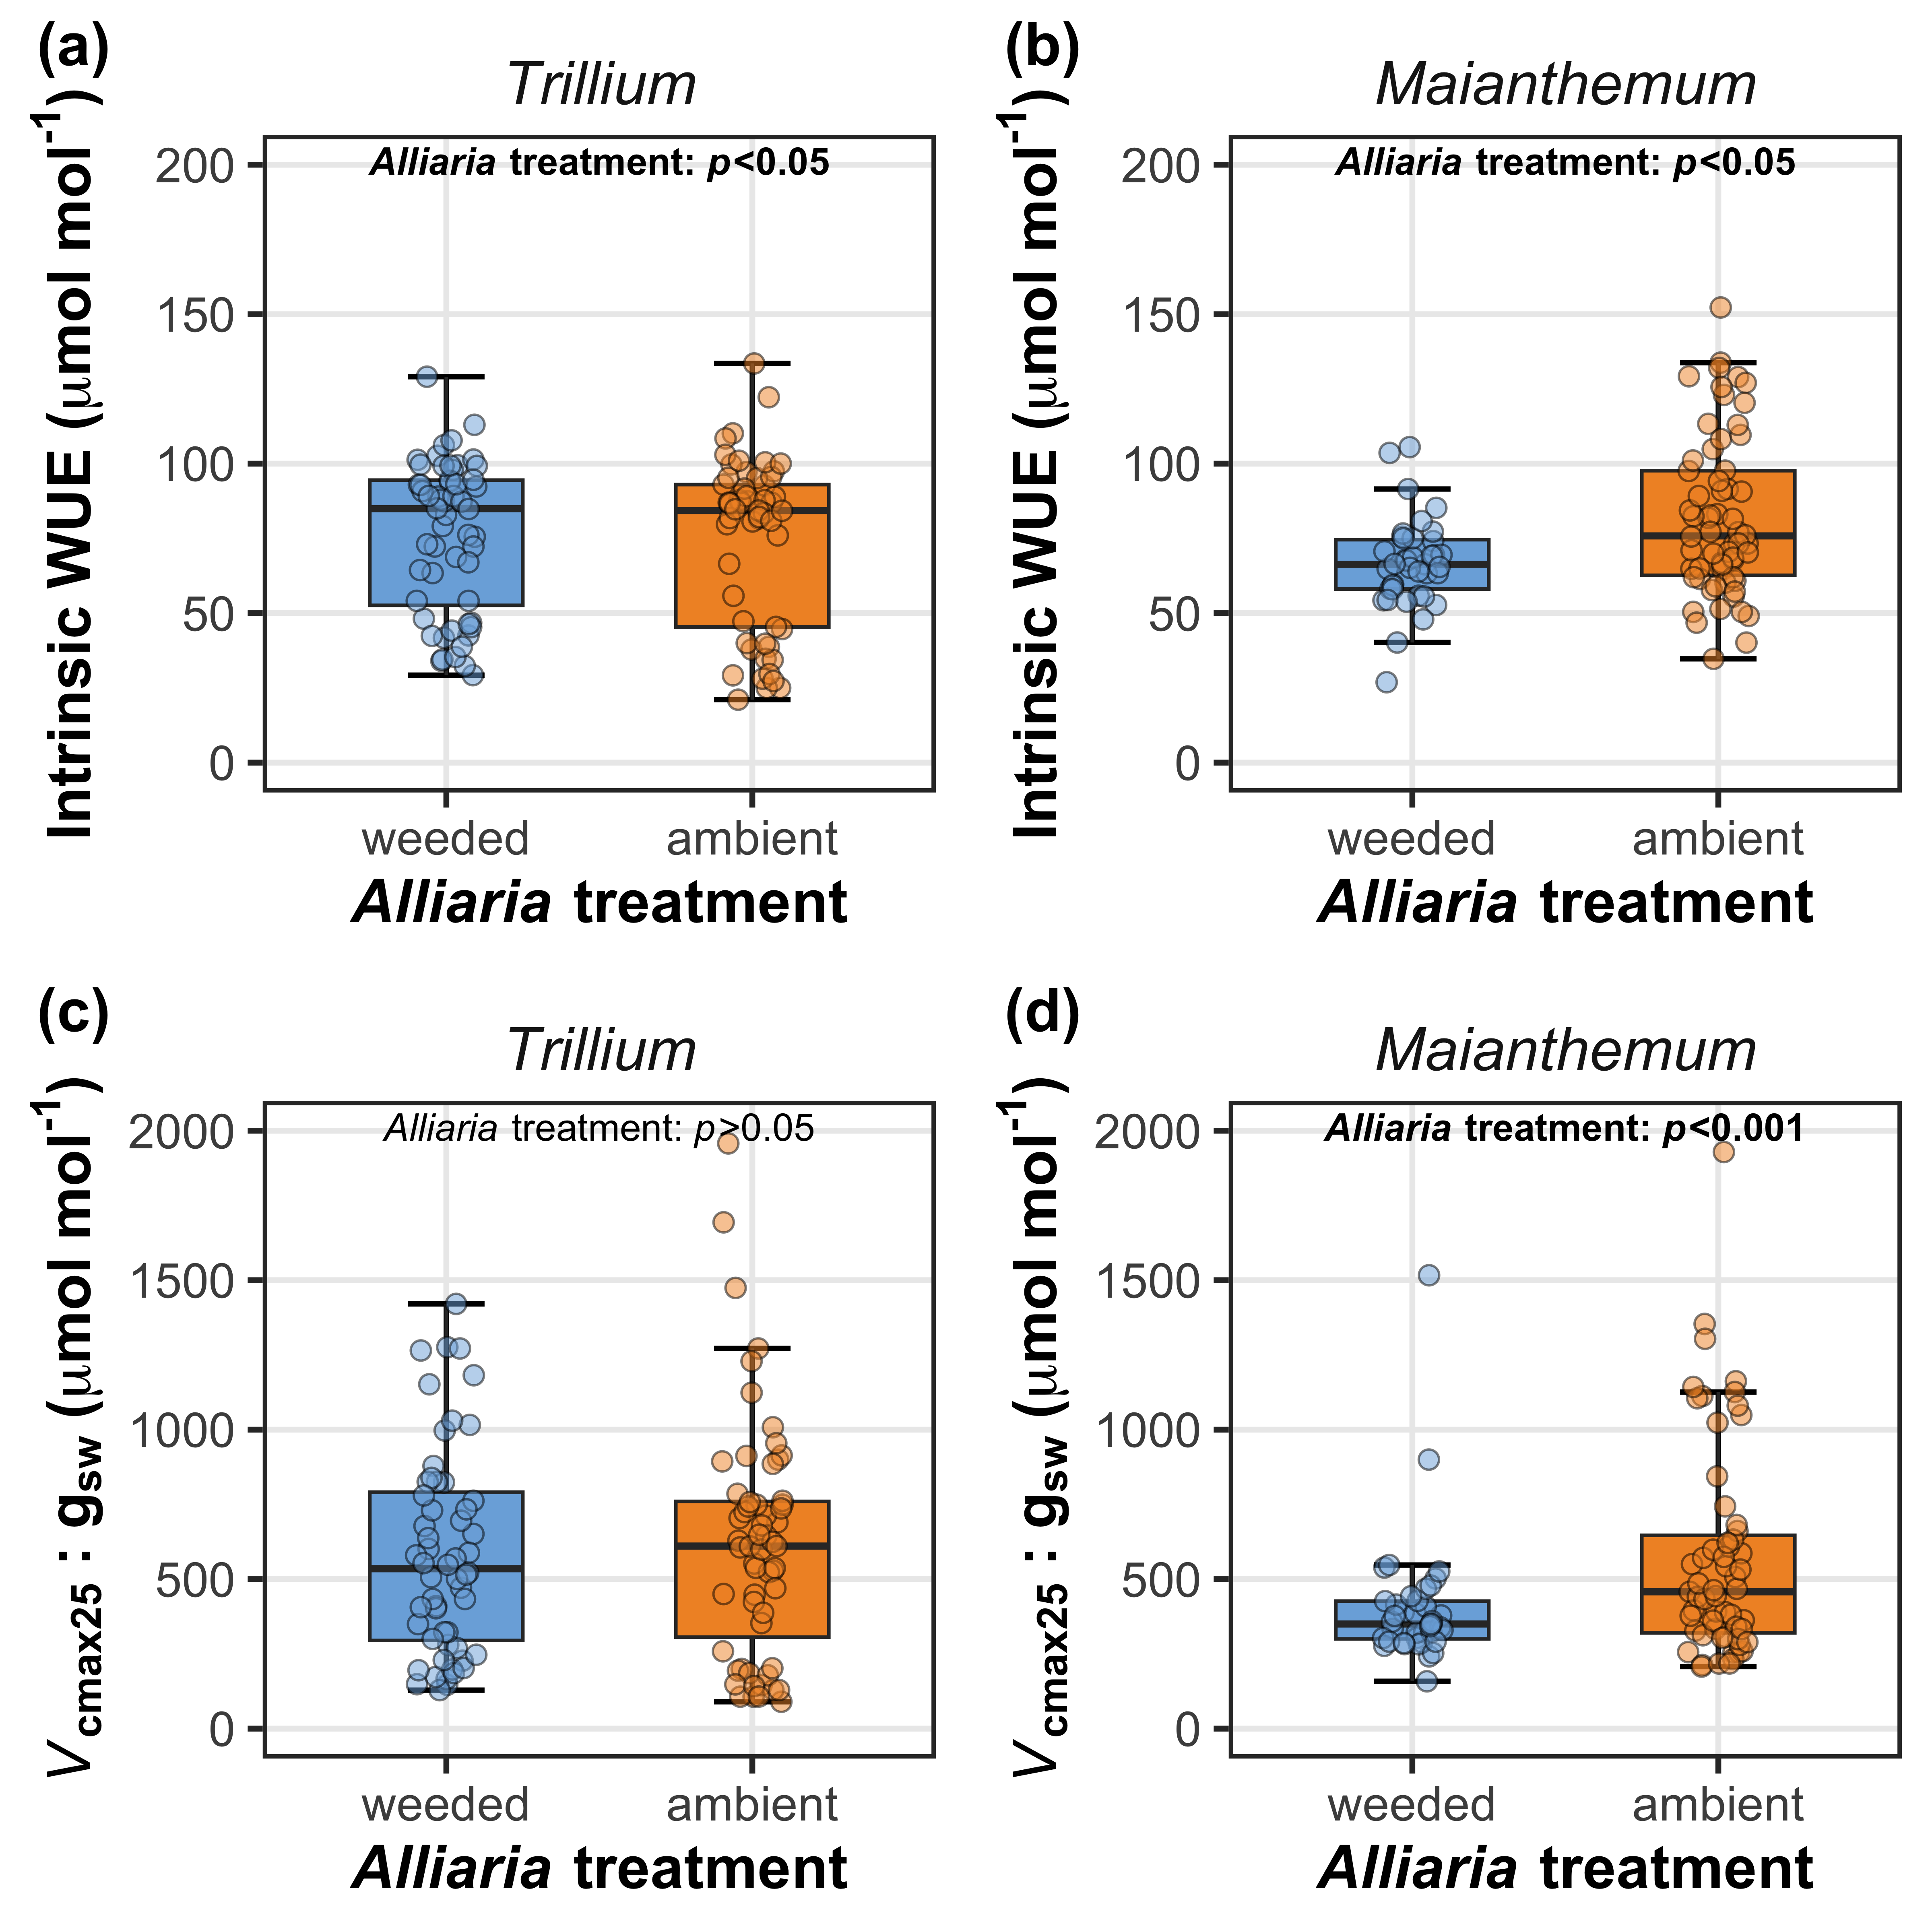 (a)
Trillium
Alliaria treatment: p<0.05
Intrinsic WUE (μmol mol⁻¹)
200
150
100
50
0
weeded ambient
Alliaria treatment
(b)
Maianthemum
Alliaria treatment: p<0.05
Intrinsic WUE (μmol mol⁻¹)
200
150
100
50
0
weeded ambient
Alliaria treatment
(c)
Trillium
Alliaria treatment: p>0.05
Vcmax25 : gsw (μmol mol⁻¹)
2000
1500
1000
500
0
weeded ambient
Alliaria treatment
(d)
Maianthemum
Alliaria treatment: p<0.001
Vcmax25 : gsw (μmol mol⁻¹)
2000
1500
1000
500
0
weeded ambient
Alliaria treatment